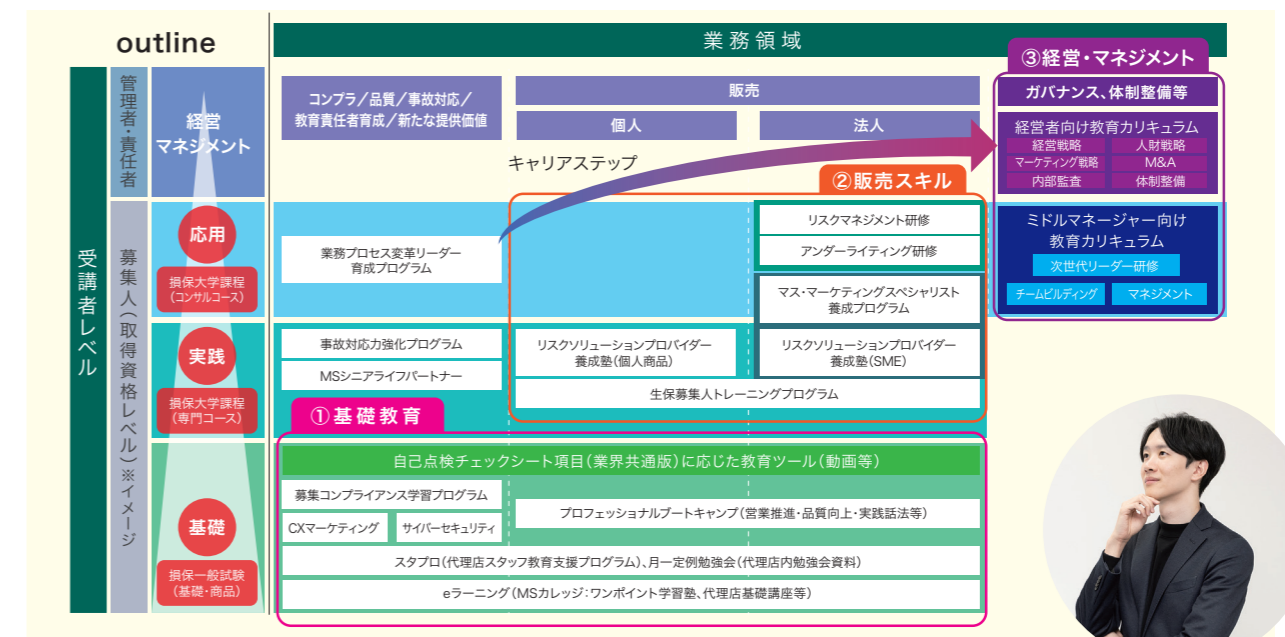 outline
業務領域
受講者レベル
管理者・責任者
募集人（取得資格レベル）※イメージ
経営
マネジメント
コンプラ／品質／事故対応／
教育責任者育成／新たな提供価値
販売
個人
法人
③経営・マネジメント
ガバナンス、体制整備等
経営者向け教育カリキュラム
経営戦略
人財戦略
マーケティング戦略
M&A
内部監査
体制整備
キャリアステップ
②販売スキル
応用
損保大学課程
（コンサルコース）
業務プロセス変革リーダー
育成プログラム
リスクマネジメント研修
アンダーライティング研修
マス・マーケティングスペシャリスト
養成プログラム
ミドルマネージャー向け
教育カリキュラム
次世代リーダー研修
チームビルディング
マネジメント
実践
損保大学課程
（専門コース）
事故対応力強化プログラム
MSシニアライフパートナー
リスクソリューションプロバイダー
養成塾（個人商品）
リスクソリューションプロバイダー
養成塾（SME）
生保募集人トレーニングプログラム
①基礎教育
基礎
損保一般試験
（基礎・商品）
自己点検チェックシート項目（業界共通版）に応じた教育ツール（動画等）
募集コンプライアンス学習プログラム
CXマーケティング
サイバーセキュリティ
プロフェッショナルブートキャンプ（営業推進・品質向上・実践話法等）
スタプロ（代理店スタッフ教育支援プログラム）、月一定例勉強会（代理店内勉強会資料）
eラーニング（MSカレッジ：ワンポイント学習塾、代理店基礎講座等）